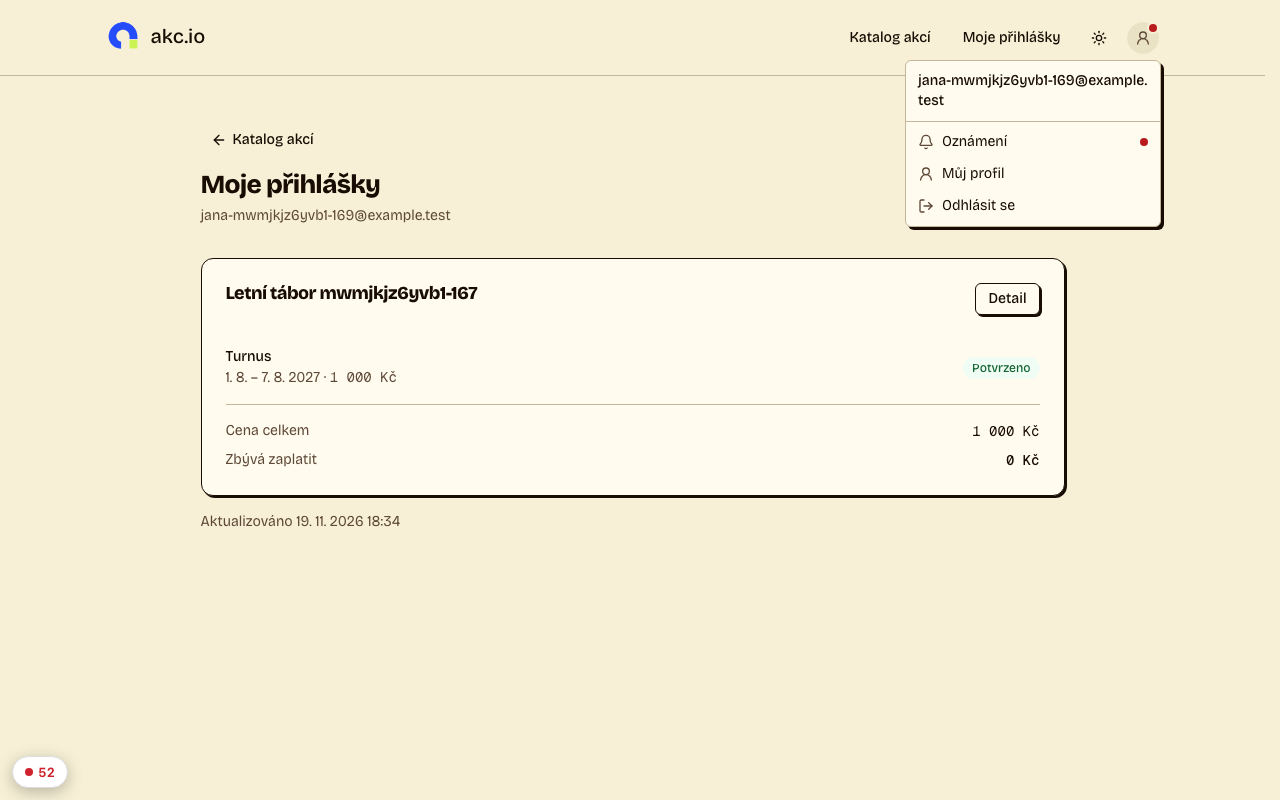 akc.io
Katalog akcí
Moje přihlášky
jana-mwmjkjz6yvb1-169@example.
test
Oznámení
Můj profil
Odhlásit se
Katalog akcí
Moje přihlášky
jana-mwmjkjz6yvb1-169@example.test
Letní tábor mwmjkjz6yvb1-167
Detail
Turnus
1. 8. – 7. 8. 2027 · 1 000 Kč
Potvrzeno
Cena celkem
1 000 Kč
Zbývá zaplatit
0 Kč
Aktualizováno 19. 11. 2026 18:34
52